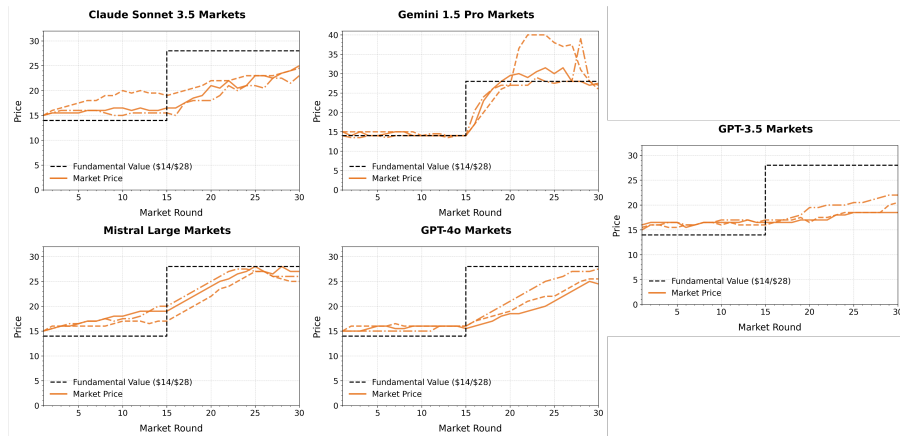 Claude Sonnet 3.5 Markets
Price
30
25
20
15
10
5
0
Fundamental Value ($14/$28)
Market Price
5 10 15 20 25 30
Market Round
Gemini 1.5 Pro Markets
Price
40
35
30
25
20
15
10
5
0
Fundamental Value ($14/$28)
Market Price
5 10 15 20 25 30
Market Round
GPT-3.5 Markets
Price
30
25
20
15
10
5
0
Fundamental Value ($14/$28)
Market Price
5 10 15 20 25 30
Market Round
Mistral Large Markets
Price
30
25
20
15
10
5
0
Fundamental Value ($14/$28)
Market Price
5 10 15 20 25 30
Market Round
GPT-4o Markets
Price
30
25
20
15
10
5
0
Fundamental Value ($14/$28)
Market Price
5 10 15 20 25 30
Market Round